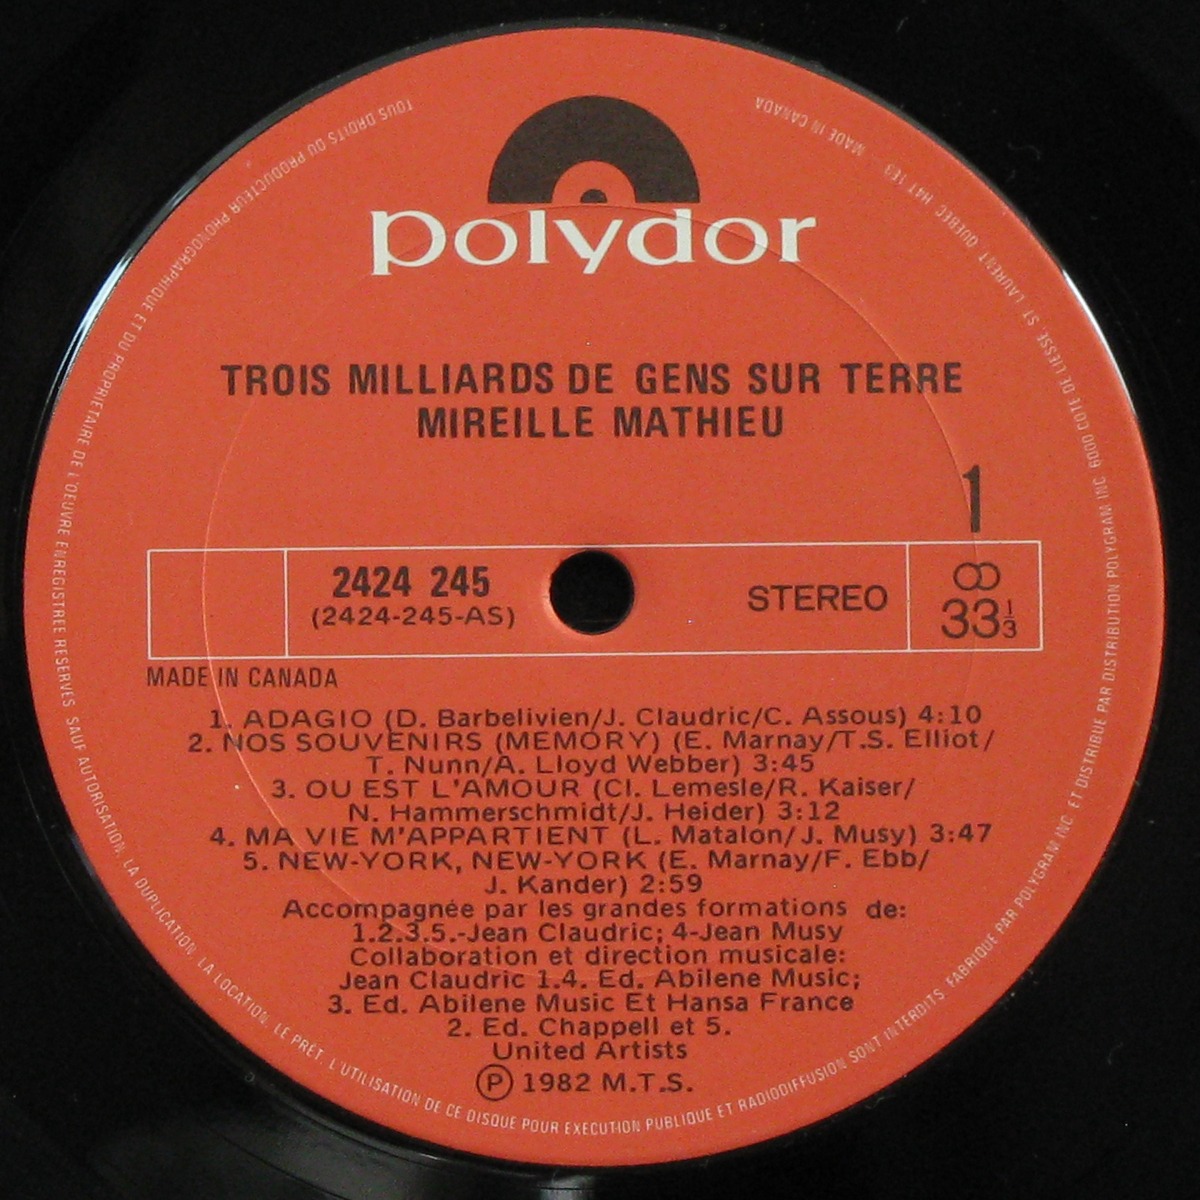 polydor
TROIS MILLIARDS DE GENS SUR TERRE
MIREILLE MATHIEU
1
2424 245
(2424-245-AS)
STEREO
33 1/3
MADE IN CANADA
1. ADAGIO (D. Barbelivien/J. Claudric/C. Assous) 4:10
2. NOS SOUVENIRS (MEMORY) (E. Marnay/T.S. Elliot/
T. Nunn/A. Lloyd Webber) 3:45
3. OU EST L'AMOUR (Cl. Lemesle/R. Kaiser/
N. Hammerschmidt/J. Heider) 3:12
4. MA VIE M'APPARTIENT (L. Matalon/J. Musy) 3:47
5. NEW-YORK, NEW-YORK (E. Marnay/F. Ebb/
J. Kander) 2:59
Accompagnée par les grandes formations de:
1.2.3.5.-Jean Claudric; 4-Jean Musy
Collaboration et direction musicale:
Jean Claudric 1.4. Ed. Abilene Music;
3. Ed. Abilene Music Et Hansa France
2. Ed. Chappell et 5.
United Artists
Ⓟ 1982 M.T.S.
TOUS DROITS DU PRODUCTEUR PHONOGRAPHIQUE ET DU PROPRIETAIRE DE L'OEUVRE ENREGISTREE RESERVES. SAUF AUTORISATION, LA DUPLICATION, LA LOCATION, LE PRÊT, L'UTILISATION DE CE DISQUE POUR EXECUTION PUBLIQUE ET RADIODIFFUSION SONT INTERDITS. FABRIQUE PAR POLYGRAM INC ET DISTRIBUE PAR DISTRIBUTION POLYGRAM INC 6000 COTE DE LIESSE, ST. LAURENT QUEBEC H4T 1E3 MADE IN CANADA